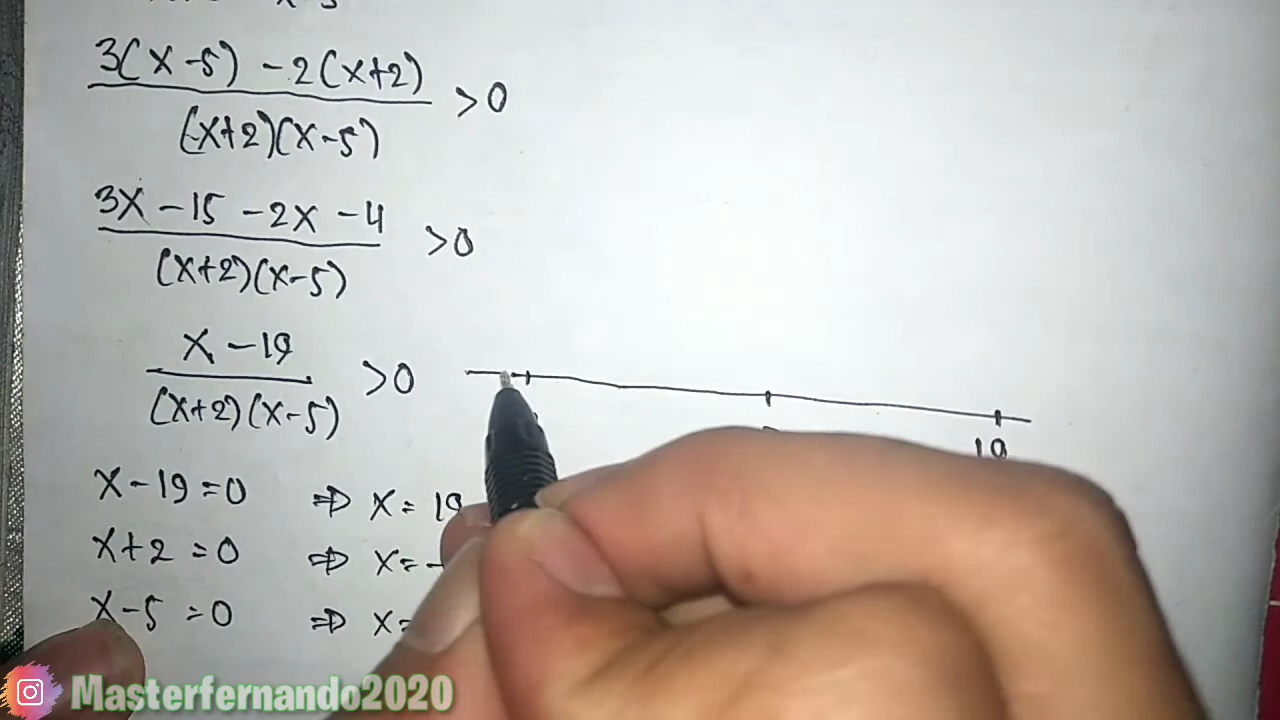 3(x-5) - 2(x+2)
(x+2)(x-5)
>0
3x - 15 - 2x - 4
(x+2)(x-5)
>0
x - 19
(x+2)(x-5)
>0
19
x - 19 = 0 ⇒ x = 19
x + 2 = 0 ⇒ x = -
x - 5 = 0 ⇒ x =
Masterfernando2020